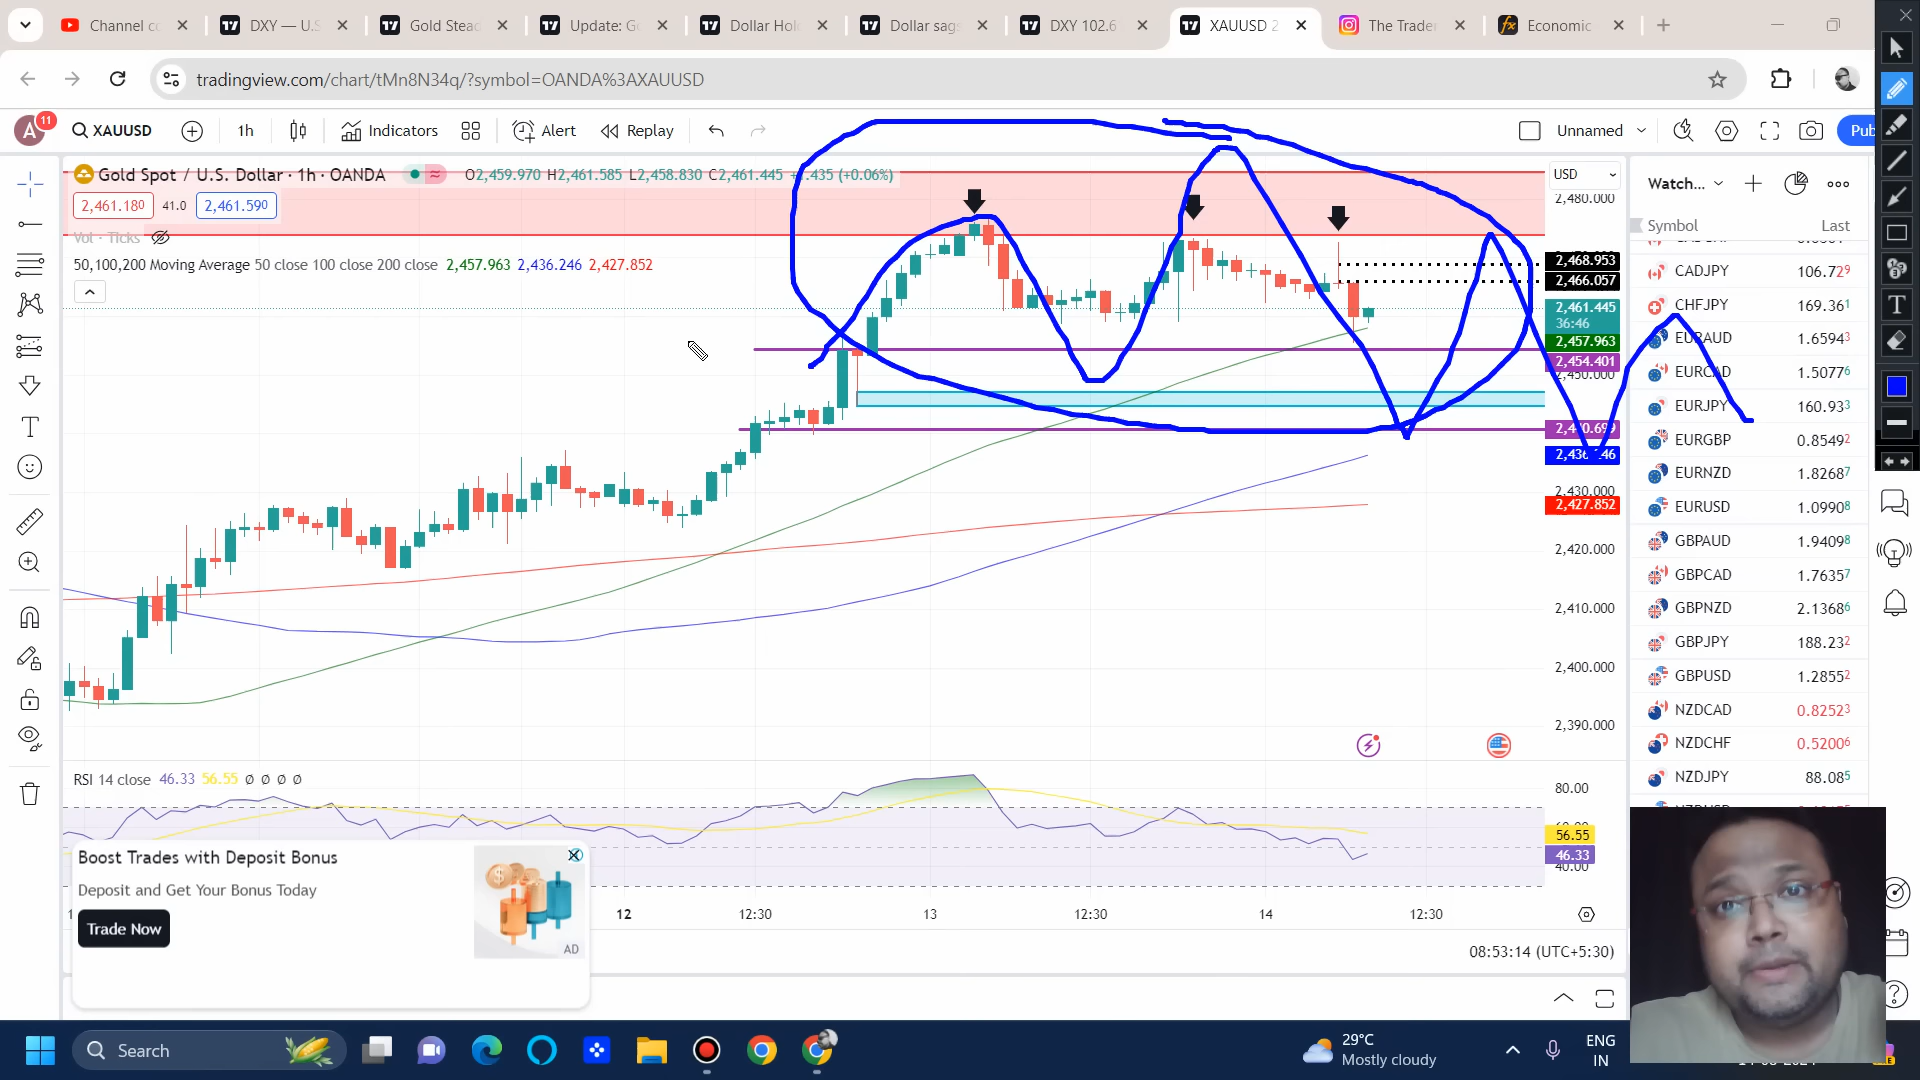 Channel co
DXY — U.S
Gold Stead
Update: Go
Dollar Hol
Dollar sags
DXY 102.6
XAUUSD 2
The Trader
Economic
tradingview.com/chart/tMn8N34q/?symbol=OANDA%3AXAUUSD
A 11 XAUUSD 1h Indicators Alert Replay Unnamed Pub
Gold Spot / U.S. Dollar · 1h · OANDA O2,459.970 H2,461.585 L2,458.830 C2,461.445 (+0.06%)
2,461.180 41.0 2,461.590
Vol · Ticks
50,100,200 Moving Average 50 close 100 close 200 close 2,457.963 2,436.246 2,427.852
USD
2,480.000
2,468.953
2,466.057
2,461.445
36:46
2,457.963
2,454.401
2,450.000
2,430.000
2,427.852
2,420.000
2,410.000
2,400.000
2,390.000
Watch...
Symbol Last
CADJPY 106.729
CHFJPY 169.361
EURAUD 1.65943
EURCAD 1.50776
EURJPY 160.933
EURGBP 0.85492
EURNZD 1.82687
EURUSD 1.09908
GBPAUD 1.94098
GBPCAD 1.76357
GBPNZD 2.13686
GBPJPY 188.232
GBPUSD 1.28552
NZDCAD 0.82523
NZDCHF 0.52006
NZDJPY 88.085
RSI 14 close 46.33 56.55 ∅ ∅ ∅ ∅
80.00
56.55
46.33
40.00
Boost Trades with Deposit Bonus
Deposit and Get Your Bonus Today
Trade Now
AD
12 12:30 13 12:30 14 12:30
08:53:14 (UTC+5:30)
Search
29°C
Mostly cloudy
ENG
IN